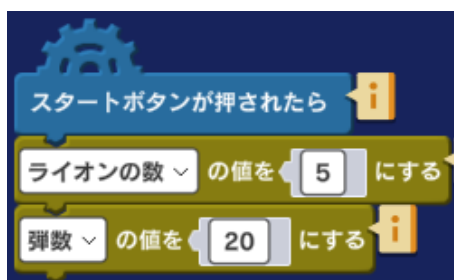 スタートボタンが押されたら i
ライオンの数 の値を 5 にする
弾数 の値を 20 にする i